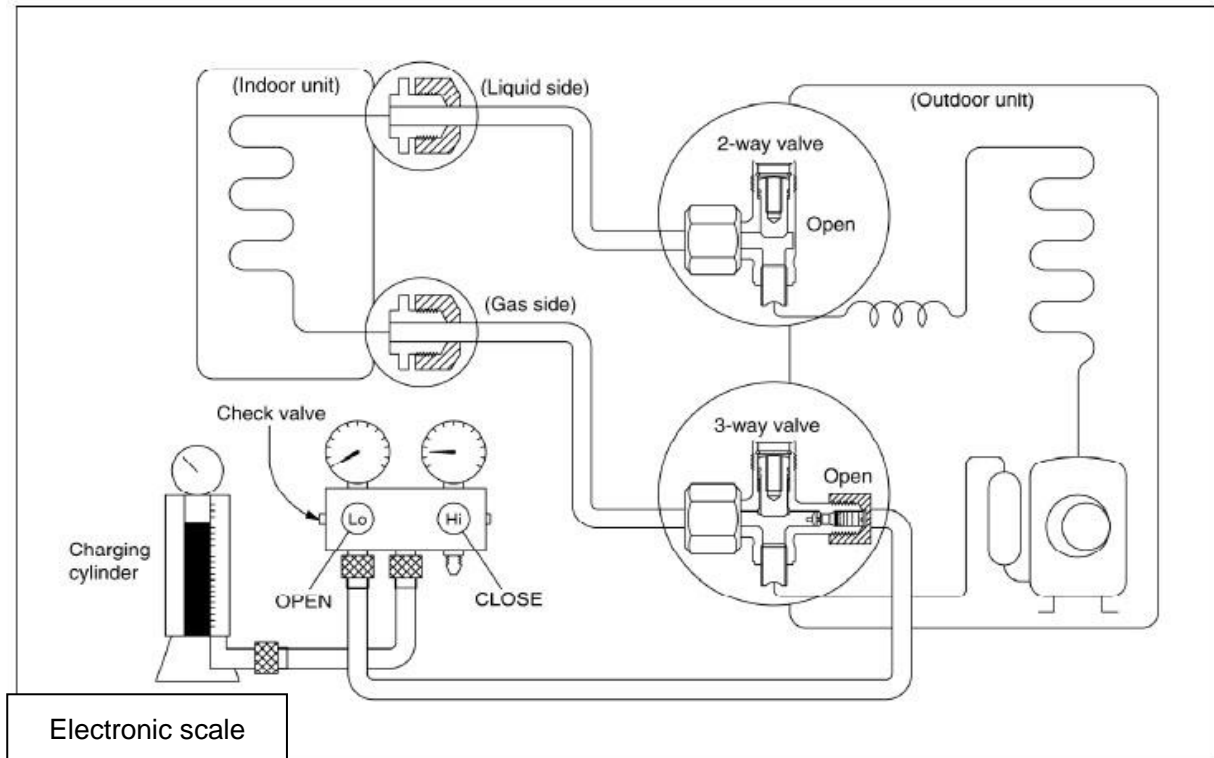 (Indoor unit)
(Liquid side)
(Outdoor unit)
2-way valve
Open
(Gas side)
Check valve
3-way valve
Open
Lo
Hi
Charging
cylinder
OPEN
CLOSE
Electronic scale